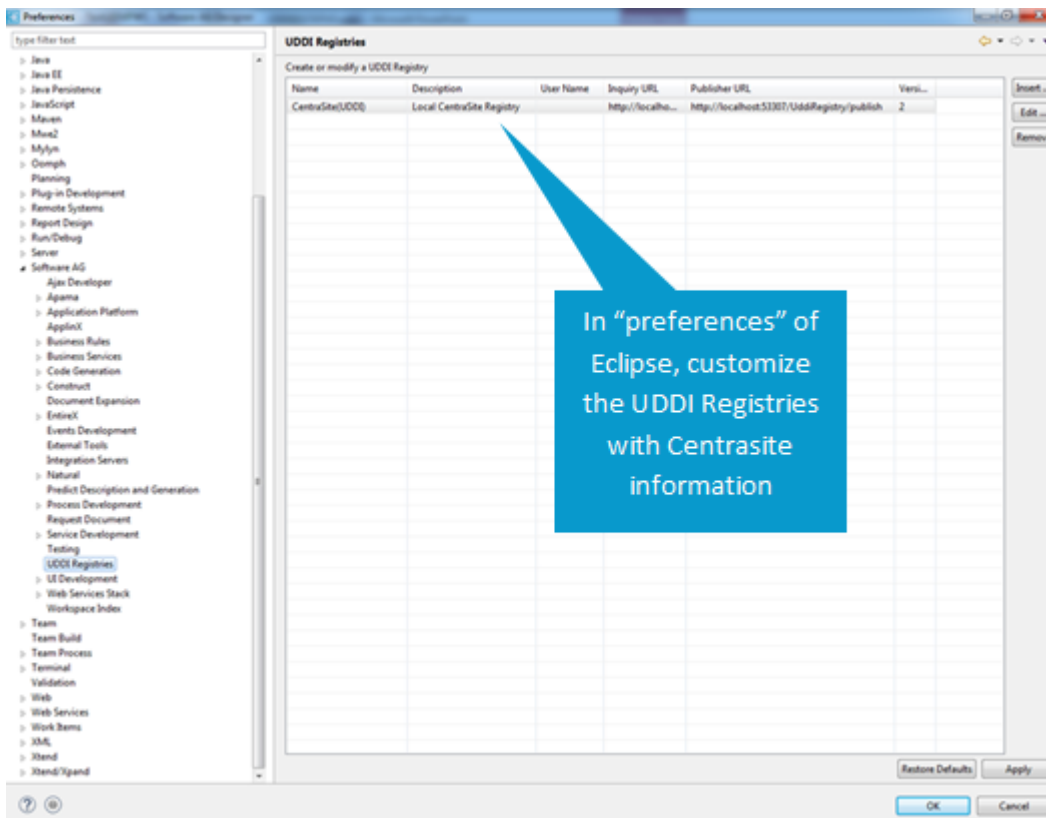 Preferences
type filter text
UDDI Registries
Java
Java EE
Java Persistence
JavaScript
Maven
Mwe2
Mylyn
Oomph
Planning
Plug-in Development
Remote Systems
Report Design
Run/Debug
Server
Software AG
Ajax Developer
Apama
Application Platform
ApplinX
Business Rules
Business Services
Code Generation
Construct
Document Expansion
EntireX
Events Development
External Tools
Integration Servers
Natural
Predict Description and Generation
Process Development
Request Document
Service Development
Testing
UDDI Registries
UI Development
Web Services Stack
Workspace Index
Team
Team Build
Team Process
Terminal
Validation
Web
Web Services
Work Items
XML
Xtend
Xtend/Xpand
Create or modify a UDDI Registry
Name Description User Name Inquiry URL Publisher URL Versi...
CentraSite(UDDI) Local CentraSite Registry http://localho... http://localhost:53307/UddiRegistry/publish 2
Insert ...
Edit ...
Remov
In “preferences” of
Eclipse, customize
the UDDI Registries
with Centrasite
information
Restore Defaults Apply
OK Cancel